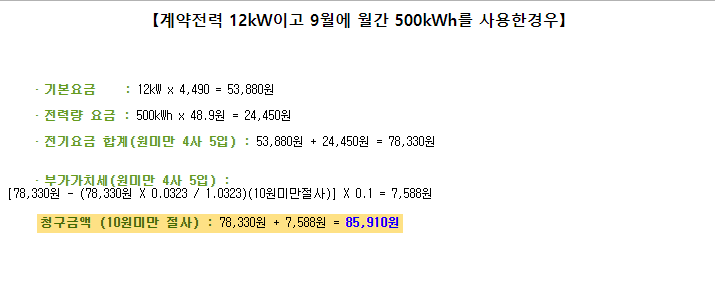 【계약전력 12kW이고 9월에 월간 500kWh를 사용한경우】
· 기본요금 : 12kW x 4,490 = 53,880원
· 전력량 요금 : 500kWh x 48.9원 = 24,450원
· 전기요금 합계(원미만 4사 5입) : 53,880원 + 24,450원 = 78,330원
· 부가가치세(원미만 4사 5입) :
[78,330원 - (78,330원 X 0.0323 / 1.0323)(10원미만절사)] X 0.1 = 7,588원
청구금액 (10원미만 절사) : 78,330원 + 7,588원 = 85,910원